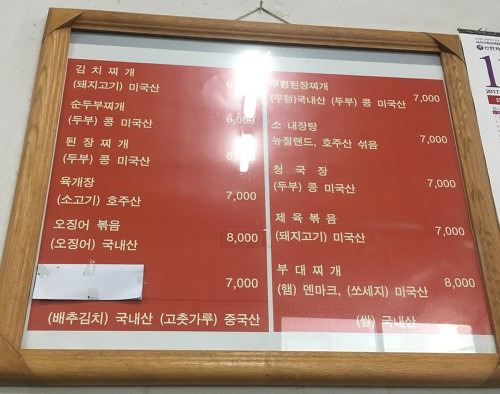 김치찌개
(돼지고기) 미국산
순두부찌개
(두부) 콩 미국산 6,000
된장찌개
(두부) 콩 미국산
육개장
(소고기) 호주산 7,000
오징어 볶음
(오징어) 국내산 8,000
7,000
(배추김치) 국내산 (고춧가루) 중국산
우렁된장찌개
(우렁)국내산 (두부) 콩 미국산 7,000
소 내장탕
뉴질랜드, 호주산 섞음 7,000
청국장
(두부) 콩 미국산 7,000
제육볶음
(돼지고기) 미국산 7,000
부대찌개
(햄) 덴마크, (쏘세지) 미국산 8,000
(쌀) 국내산
11
2017